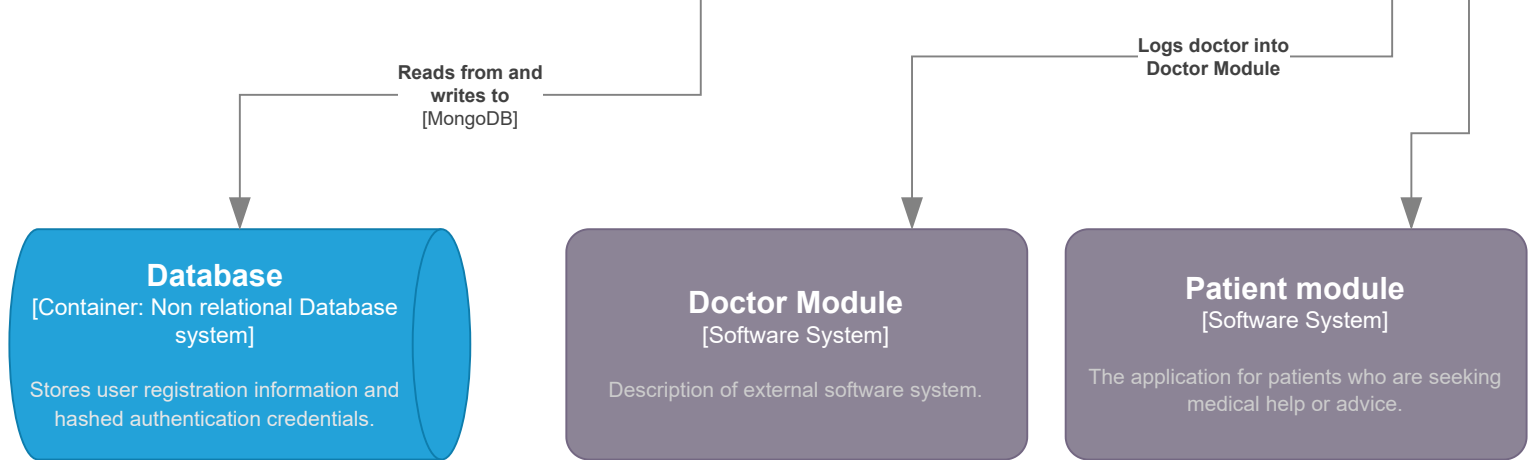 Logs doctor into
Doctor Module
Reads from and
writes to
[MongoDB]
Database
[Container: Non relational Database
system]
Stores user registration information and
hashed authentication credentials.
Doctor Module
[Software System]
Description of external software system.
Patient module
[Software System]
The application for patients who are seeking
medical help or advice.